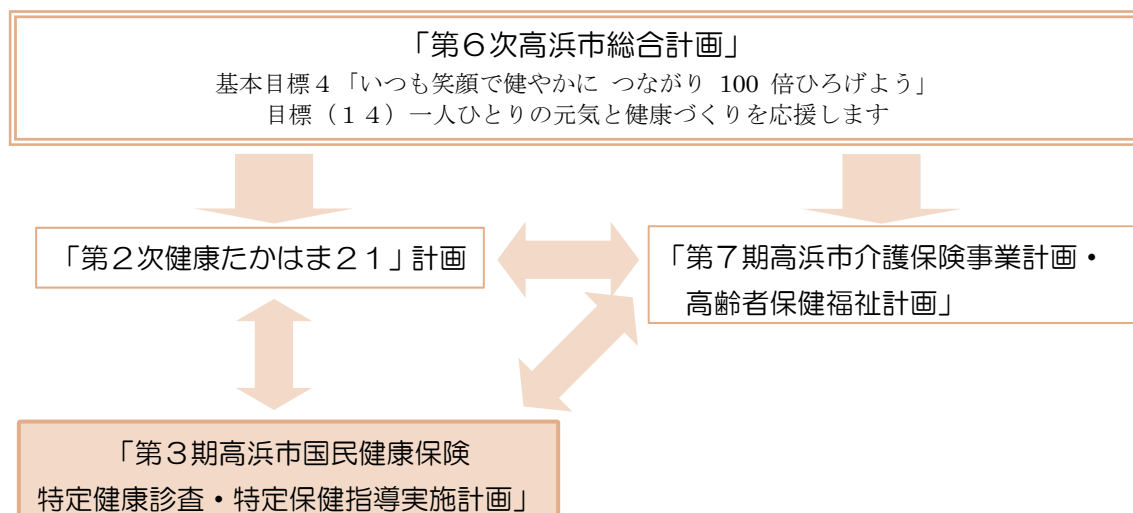 「第６次高浜市総合計画」
基本目標４「いつも笑顔で健やかに つながり 100 倍ひろげよう」
目標（１４）一人ひとりの元気と健康づくりを応援します
「第２次健康たかはま２１」計画
「第７期高浜市介護保険事業計画・
高齢者保健福祉計画」
「第３期高浜市国民健康保険
特定健康診査・特定保健指導実施計画」